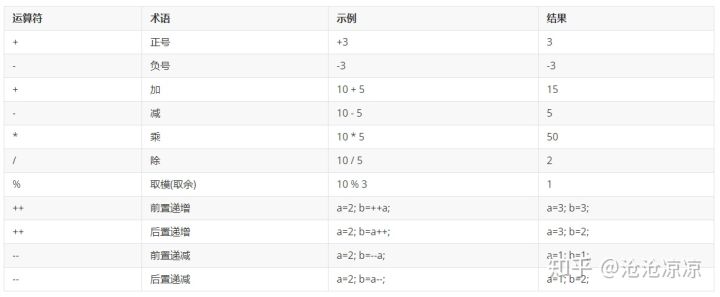 运算符 术语 示例 结果
+ 正号 +3 3
- 负号 -3 -3
+ 加 10 + 5 15
- 减 10 - 5 5
* 乘 10 * 5 50
/ 除 10 / 5 2
% 取模(取余) 10 % 3 1
++ 前置递增 a=2; b=++a; a=3; b=3;
++ 后置递增 a=2; b=a++; a=3; b=2;
-- 前置递减 a=2; b=--a; a=1; b=1;
-- 后置递减 a=2; b=a--; a=1; b=2;
知乎 @沧沧凉凉